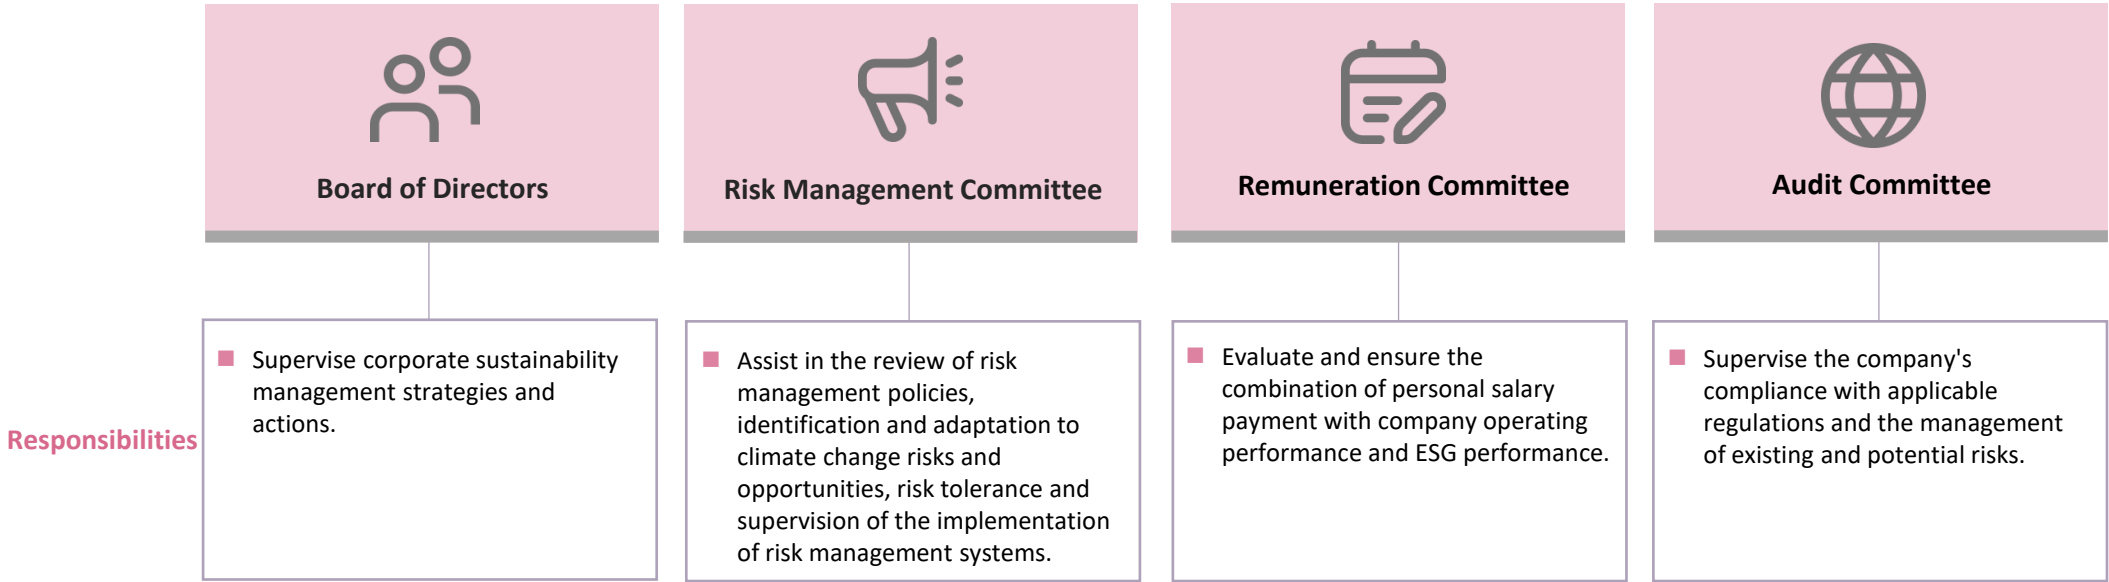 Board of Directors
Risk Management Committee
Remuneration Committee
Audit Committee
Responsibilities
Supervise corporate sustainability
management strategies and
actions.
Assist in the review of risk
management policies,
identification and adaptation to
climate change risks and
opportunities, risk tolerance and
supervision of the implementation
of risk management systems.
Evaluate and ensure the
combination of personal salary
payment with company operating
performance and ESG performance.
Supervise the company's
compliance with applicable
regulations and the management
of existing and potential risks.